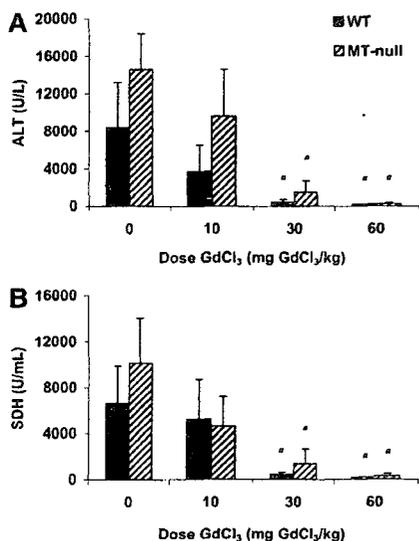 A
20000
WT
MT-null
16000
12000
8000
4000
0
ALT (U/L)
a a a a
0 10 30 60
Dose GdCl₃ (mg GdCl₃/kg)
B
16000
12000
8000
4000
0
SDH (U/mL)
a a a a
0 10 30 60
Dose GdCl₃ (mg GdCl₃/kg)